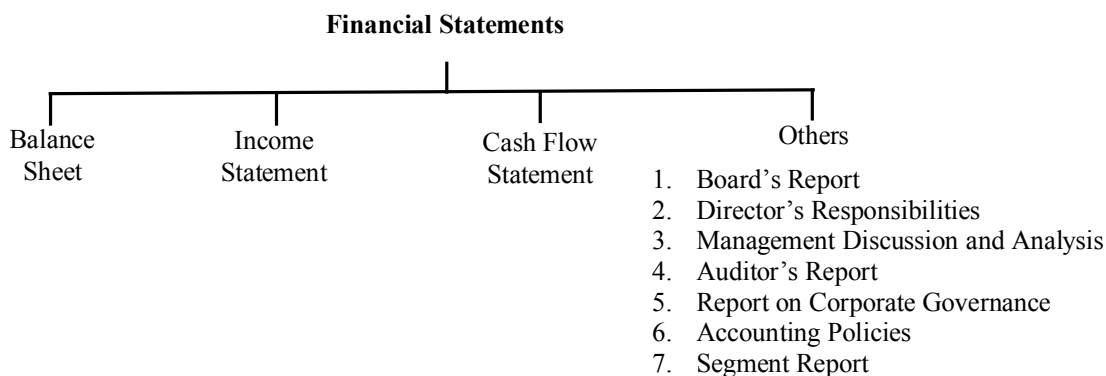 Financial Statements
Balance
Sheet
Income
Statement
Cash Flow
Statement
Others
1. Board’s Report
2. Director’s Responsibilities
3. Management Discussion and Analysis
4. Auditor’s Report
5. Report on Corporate Governance
6. Accounting Policies
7. Segment Report